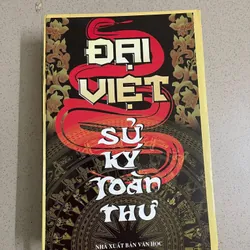 ĐẠI
VIỆT
SỬ
KÝ
TOÀN
THƯ
NHÀ XUẤT BẢN VĂN HỌC